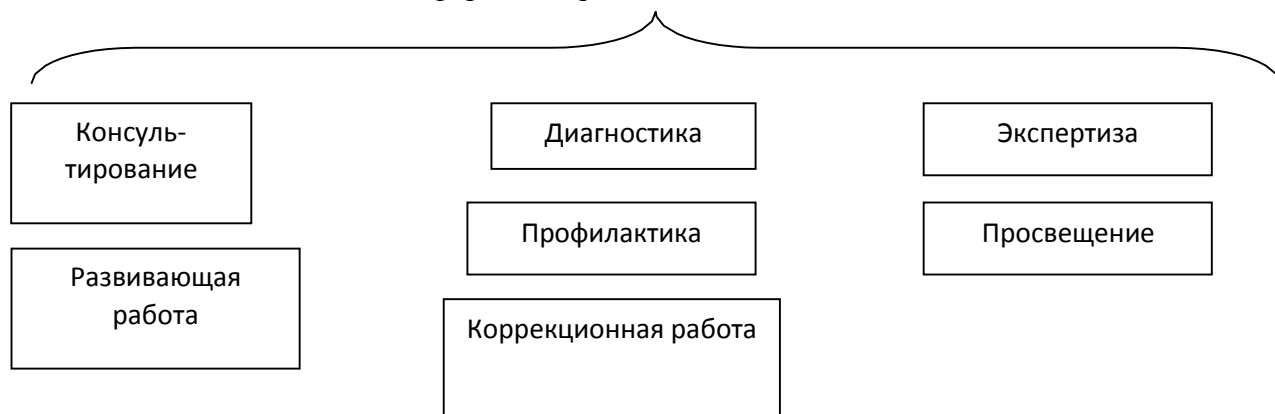 Консуль-
тирование
Диагностика
Экспертиза
Профилактика
Просвещение
Развивающая
работа
Коррекционная работа